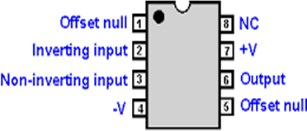 Offset null 1 8 NC
Inverting input 2 7 +V
Non-inverting input 3 6 Output
-V 4 5 Offset null